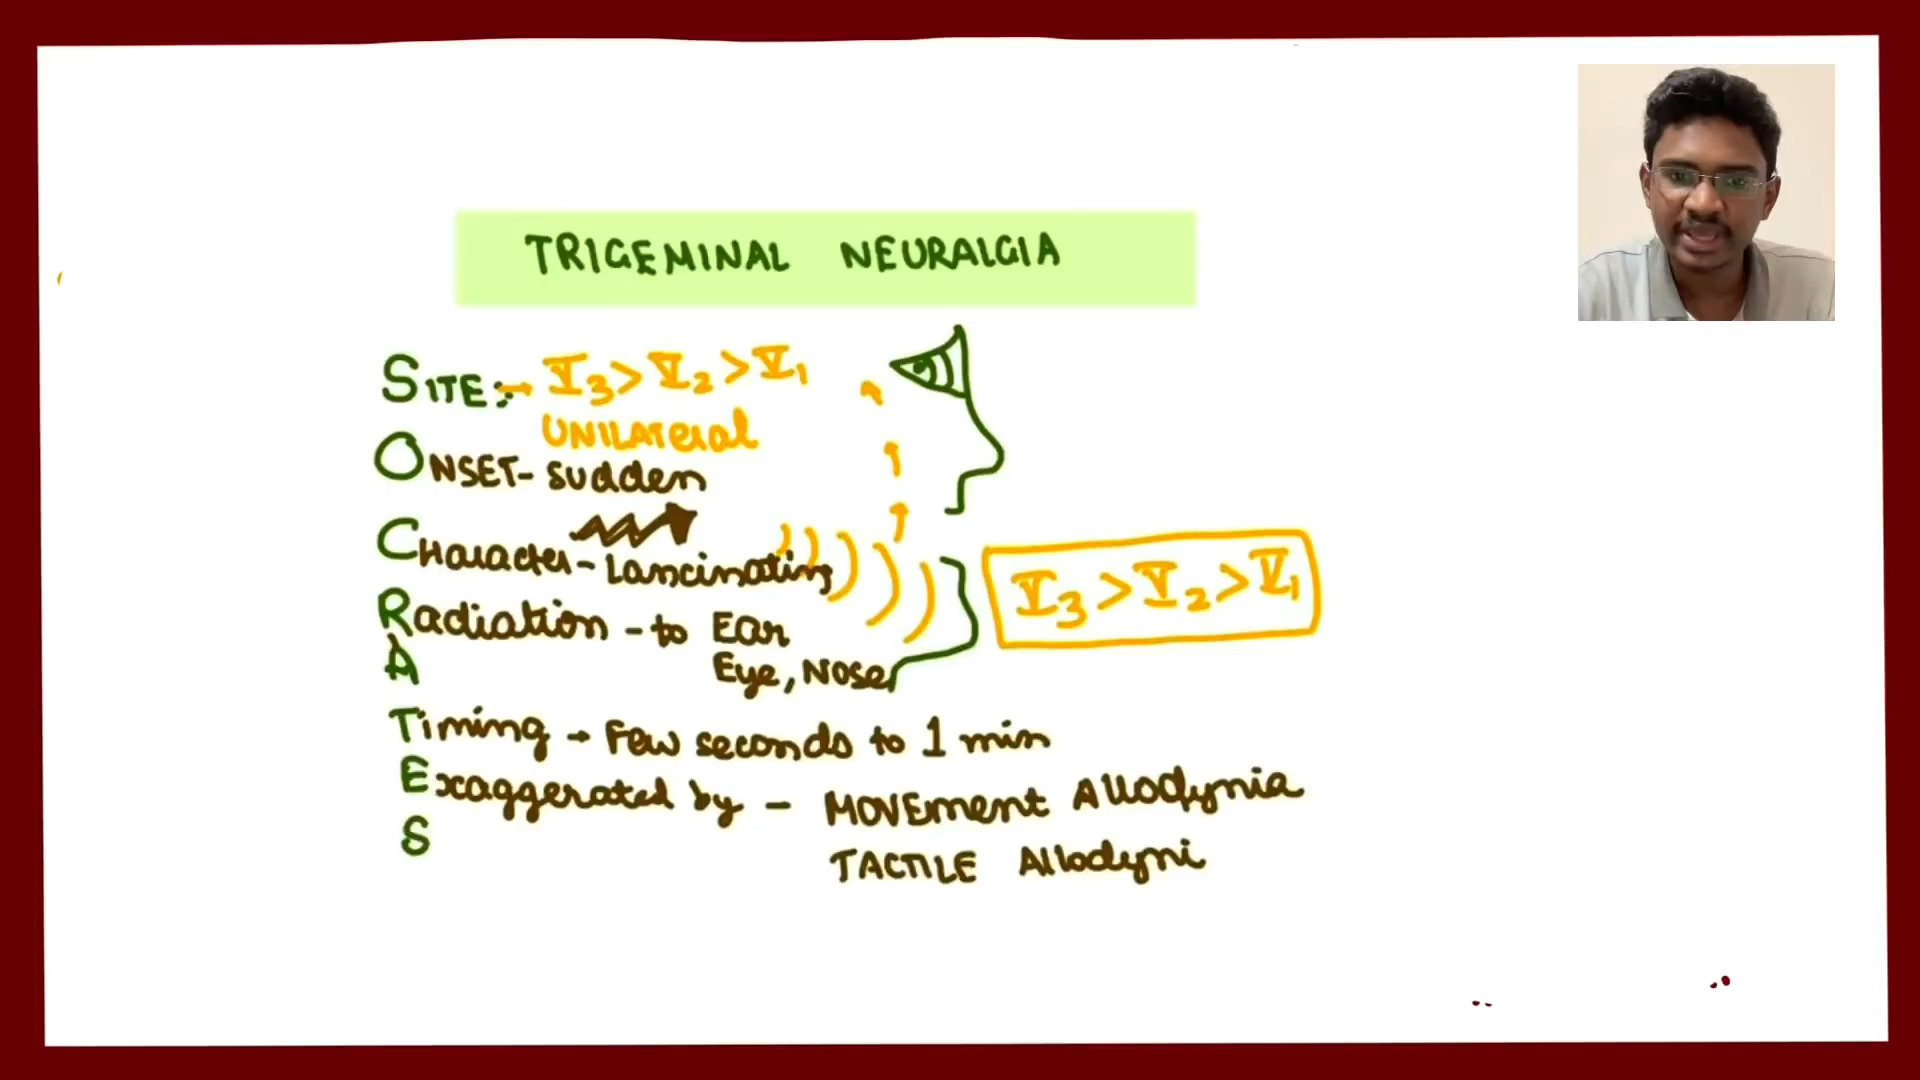 TRIGEMINAL NEURALGIA
SITE:- V3 > V2 > V1
UNILATERAL
ONSET- sudden
CHaracter - Lancinating
Radiation - to EAR
A
Eye, Nose
V3 > V2 > V1
Timing - Few seconds to 1 min
Exaggerated by - MOVEment Allodynia
S
TACTILE Allodyni